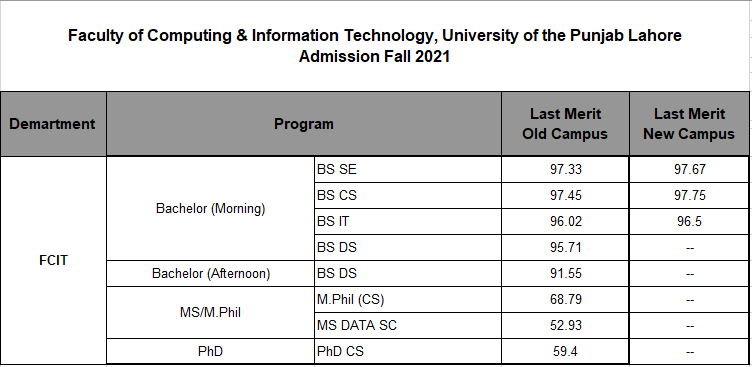 Faculty of Computing & Information Technology, University of the Punjab Lahore
Admission Fall 2021
Demartment Program Last Merit Old Campus Last Merit New Campus
FCIT Bachelor (Morning) BS SE 97.33 97.67
BS CS 97.45 97.75
BS IT 96.02 96.5
BS DS 95.71 --
Bachelor (Afternoon) BS DS 91.55 --
MS/M.Phil M.Phil (CS) 68.79 --
MS DATA SC 52.93 --
PhD PhD CS 59.4 --